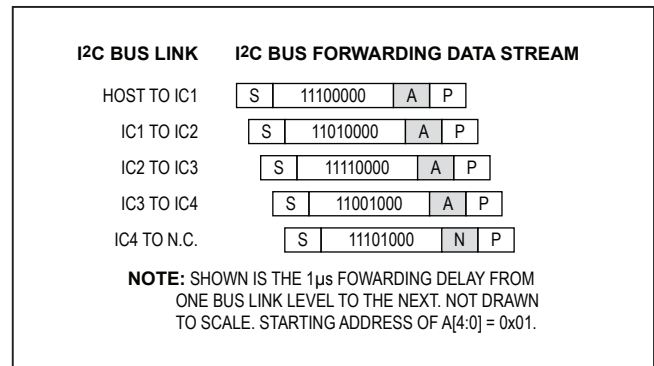 I²C BUS LINK I²C BUS FORWARDING DATA STREAM
HOST TO IC1 S 11100000 A P
IC1 TO IC2 S 11010000 A P
IC2 TO IC3 S 11110000 A P
IC3 TO IC4 S 11001000 A P
IC4 TO N.C. S 11101000 N P
NOTE: SHOWN IS THE 1µs FOWARDING DELAY FROM
ONE BUS LINK LEVEL TO THE NEXT. NOT DRAWN
TO SCALE. STARTING ADDRESS OF A[4:0] = 0x01.